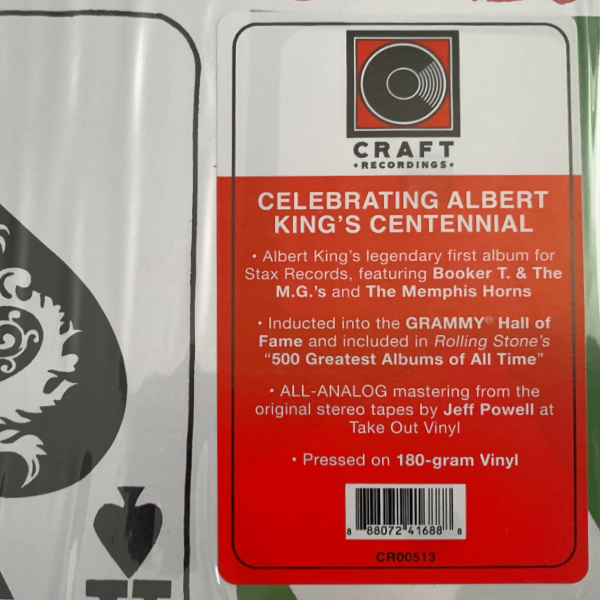 CRAFT
•RECORDINGS•
CELEBRATING ALBERT
KING'S CENTENNIAL
• Albert King's legendary first album for
Stax Records, featuring Booker T. & The
M.G.'s and The Memphis Horns
• Inducted into the GRAMMY® Hall of
Fame and included in Rolling Stone's
"500 Greatest Albums of All Time"
• ALL-ANALOG mastering from the
original stereo tapes by Jeff Powell at
Take Out Vinyl
• Pressed on 180-gram Vinyl
8 88072 41688 8
CR00513